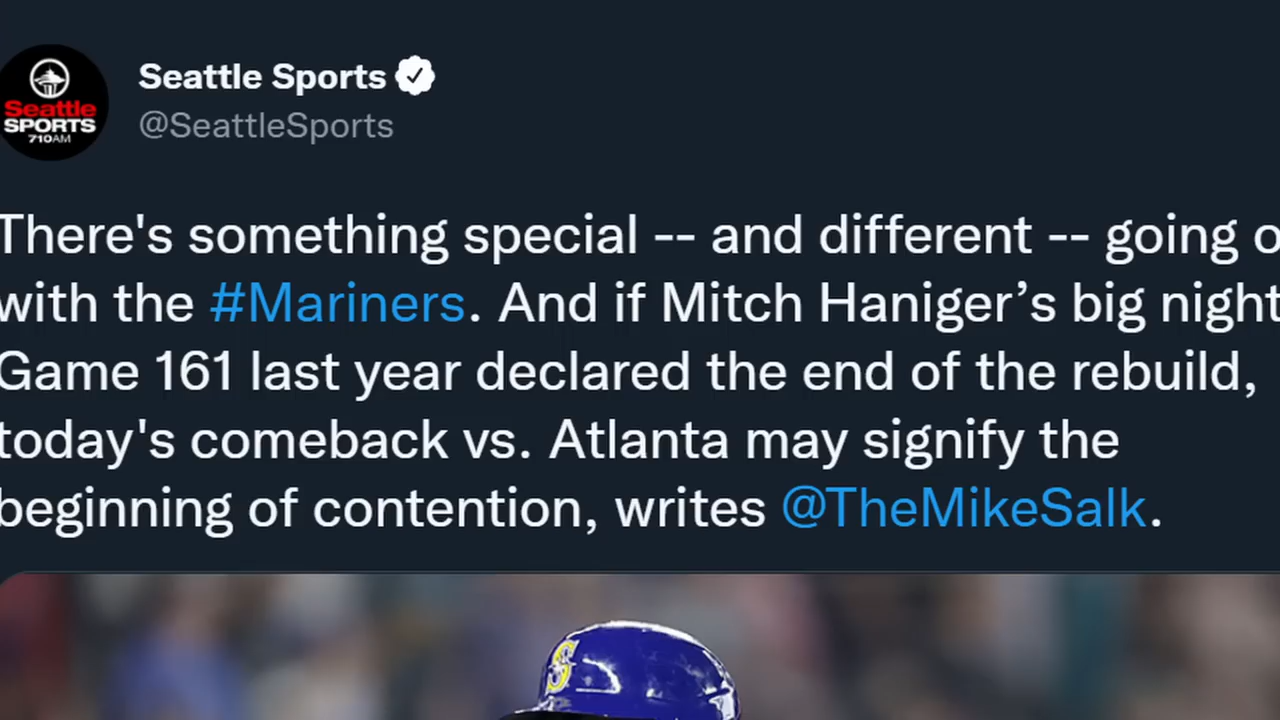 Seattle
SPORTS
710AM
Seattle Sports
@SeattleSports
There's something special -- and different -- going o
with the #Mariners. And if Mitch Haniger’s big night
Game 161 last year declared the end of the rebuild,
today's comeback vs. Atlanta may signify the
beginning of contention, writes @TheMikeSalk.
S